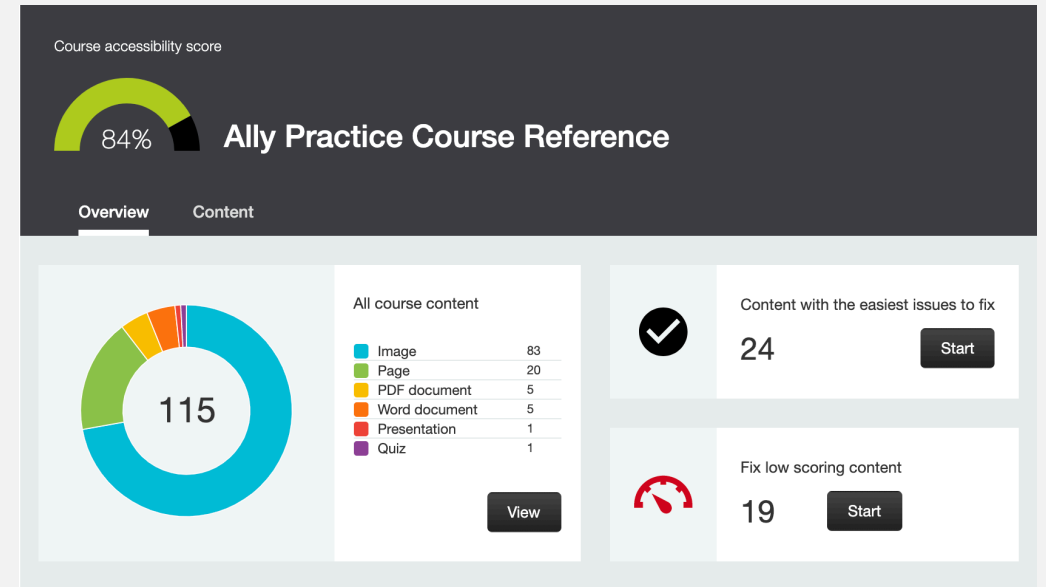 Course accessibility score
84%
Ally Practice Course Reference
Overview Content
115
All course content
Image 83
Page 20
PDF document 5
Word document 5
Presentation 1
Quiz 1
View
Content with the easiest issues to fix
24 Start
Fix low scoring content
19 Start